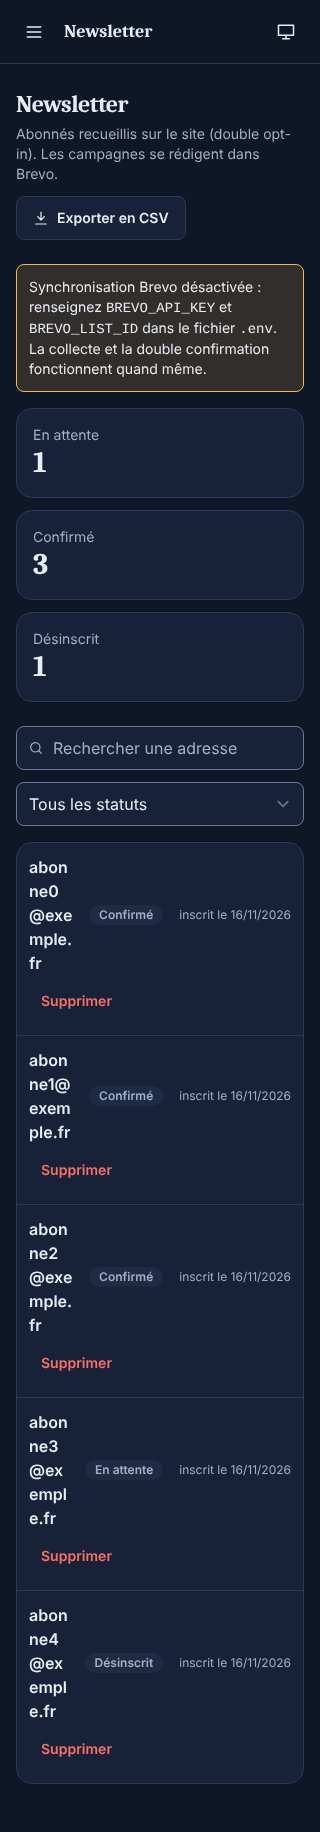 Newsletter
Newsletter
Abonnés recueillis sur le site (double opt-
in). Les campagnes se rédigent dans
Brevo.
Exporter en CSV
Synchronisation Brevo désactivée :
renseignez BREVO_API_KEY et
BREVO_LIST_ID dans le fichier .env.
La collecte et la double confirmation
fonctionnent quand même.
En attente
1
Confirmé
3
Désinscrit
1
Rechercher une adresse
Tous les statuts
abon
ne0
@exe
mple.
fr
Confirmé
inscrit le 16/11/2026
Supprimer
abon
ne1@
exem
ple.fr
Confirmé
inscrit le 16/11/2026
Supprimer
abon
ne2
@exe
mple.
fr
Confirmé
inscrit le 16/11/2026
Supprimer
abon
ne3
@ex
empl
e.fr
En attente
inscrit le 16/11/2026
Supprimer
abon
ne4
@ex
empl
e.fr
Désinscrit
inscrit le 16/11/2026
Supprimer